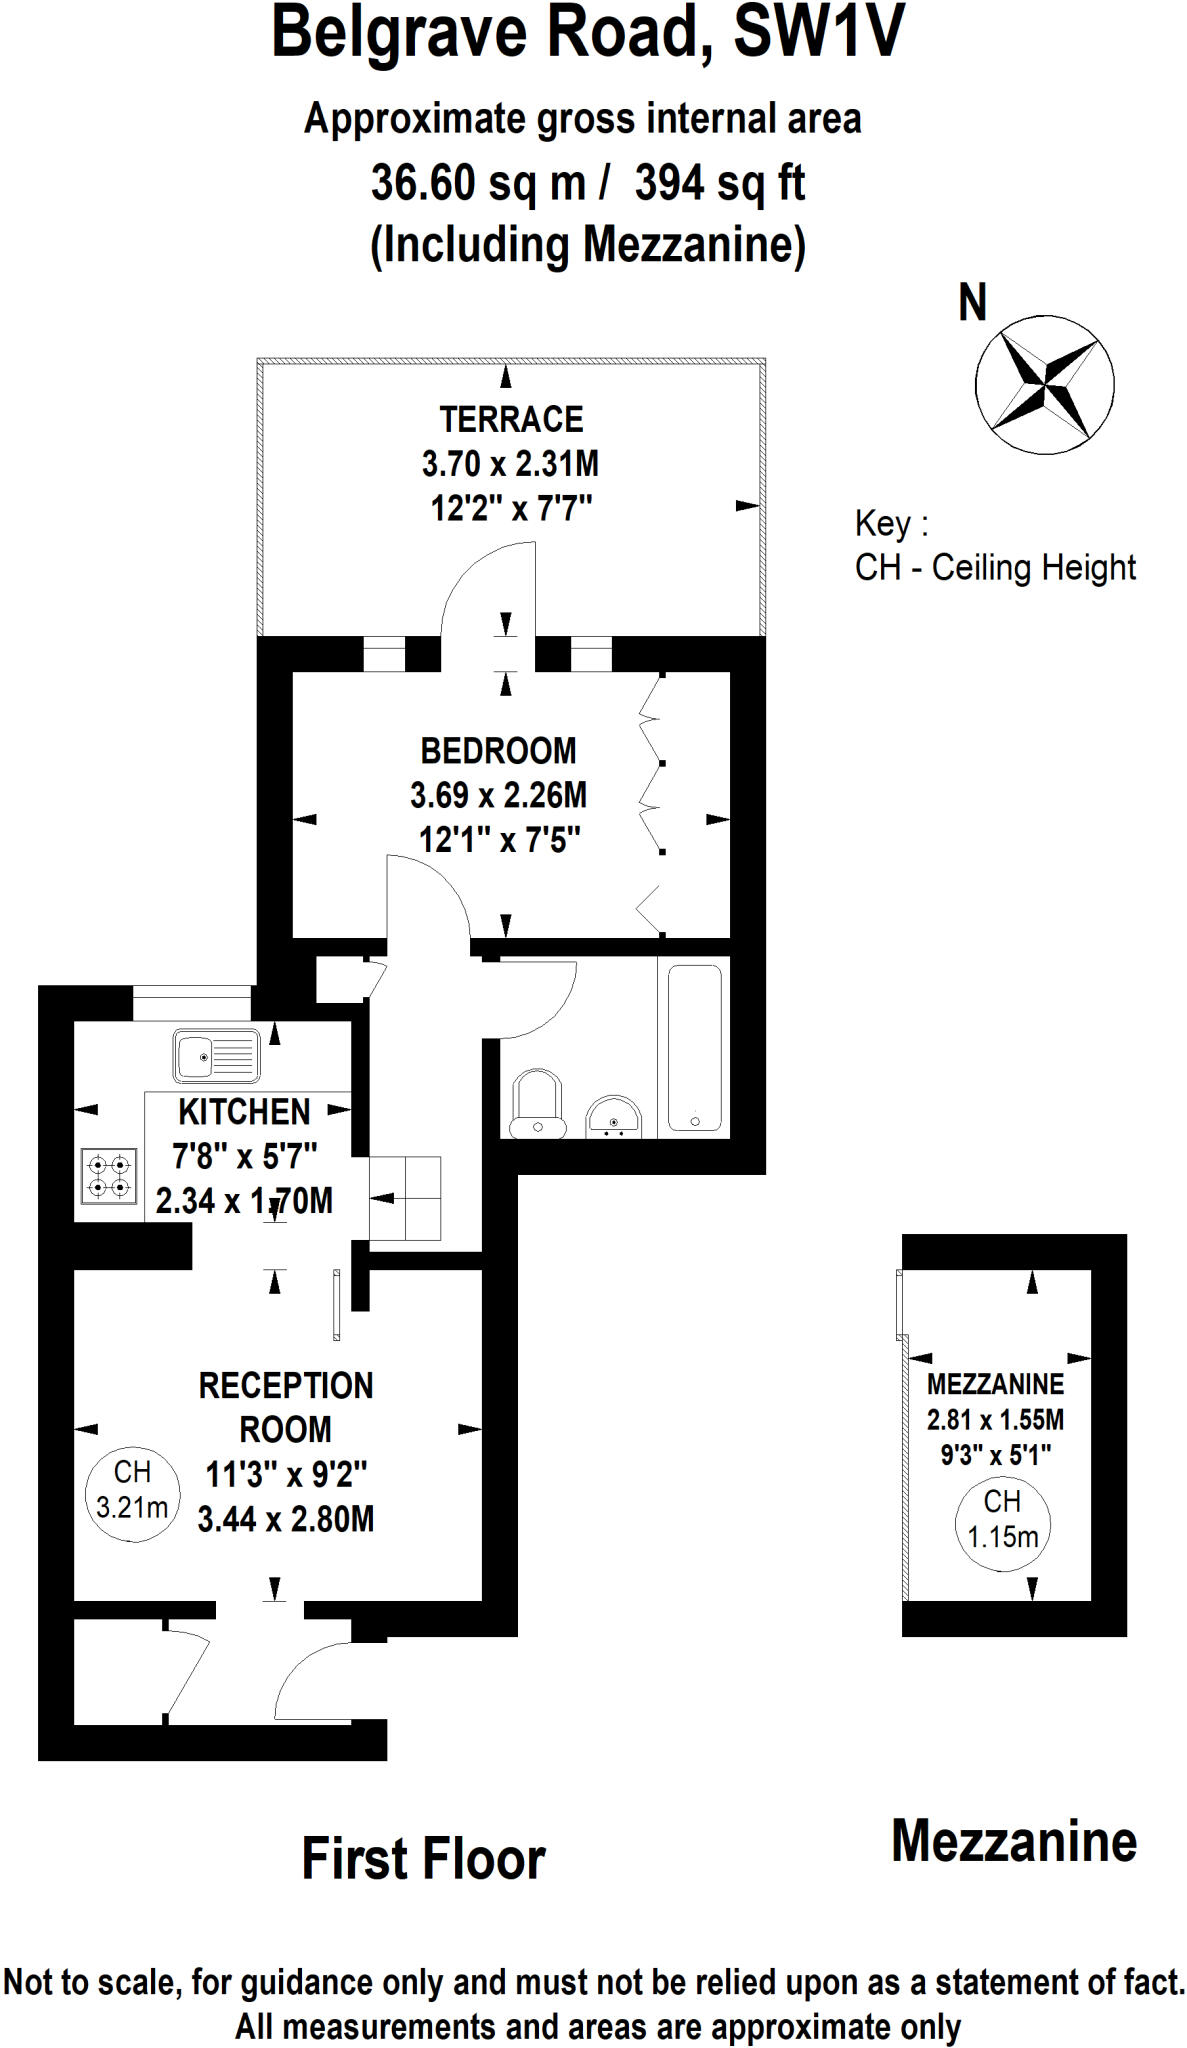 Belgrave Road, SW1V
Approximate gross internal area
36.60 sq m / 394 sq ft
(Including Mezzanine)
N
Key :
CH - Ceiling Height
TERRACE
3.70 x 2.31M
12'2" x 7'7"
BEDROOM
3.69 x 2.26M
12'1" x 7'5"
KITCHEN
7'8" x 5'7"
2.34 x 1.70M
RECEPTION
ROOM
11'3" x 9'2"
3.44 x 2.80M
CH
3.21m
MEZZANINE
2.81 x 1.55M
9'3" x 5'1"
CH
1.15m
First Floor
Mezzanine
Not to scale, for guidance only and must not be relied upon as a statement of fact.
All measurements and areas are approximate only